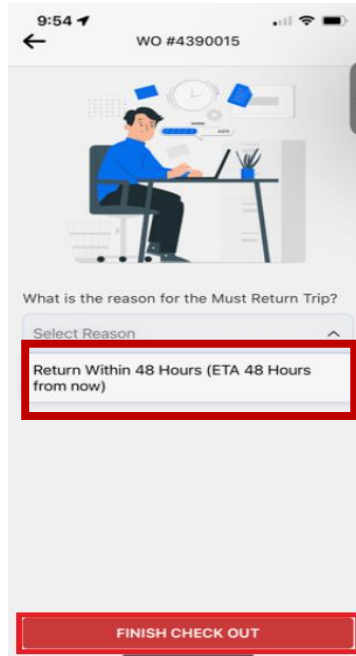 9:54
WO #4390015
What is the reason for the Must Return Trip?
Select Reason
Return Within 48 Hours (ETA 48 Hours
from now)
FINISH CHECK OUT